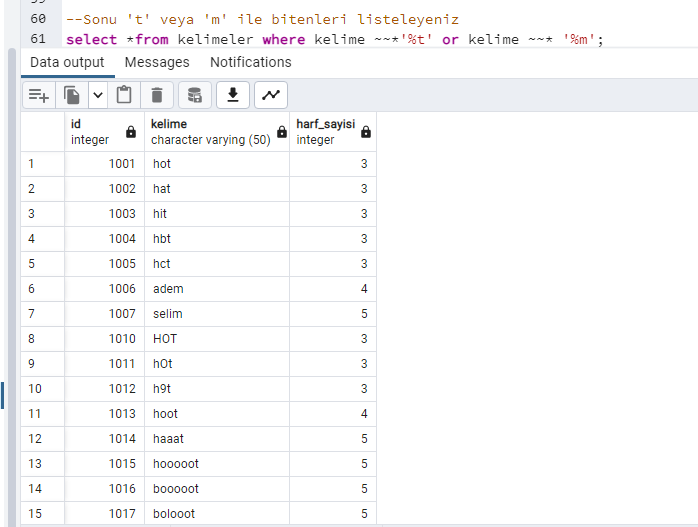 60 --Sonu 't' veya 'm' ile bitenleri listeleyeniz
61 select *from kelimeler where kelime ~~*'%t' or kelime ~~* '%m';
Data output Messages Notifications
id integer kelime character varying (50) harf_sayisi integer
1 1001 hot 3
2 1002 hat 3
3 1003 hit 3
4 1004 hbt 3
5 1005 hct 3
6 1006 adem 4
7 1007 selim 5
8 1010 HOT 3
9 1011 hOt 3
10 1012 h9t 3
11 1013 hoot 4
12 1014 haaat 5
13 1015 hooooot 5
14 1016 booooot 5
15 1017 bolooot 5